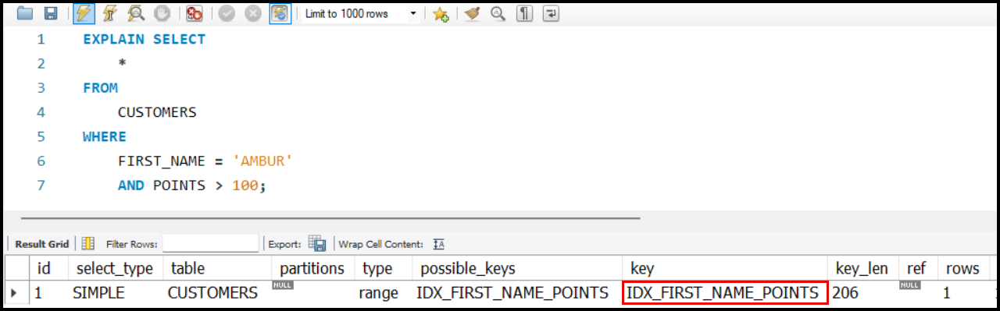 Limit to 1000 rows
1 EXPLAIN SELECT
2 *
3 FROM
4 CUSTOMERS
5 WHERE
6 FIRST_NAME = 'AMBUR'
7 AND POINTS > 100;
Result Grid Filter Rows: Export: Wrap Cell Content: IA
id select_type table partitions type possible_keys key key_len ref rows
1 SIMPLE CUSTOMERS NULL range IDX_FIRST_NAME_POINTS IDX_FIRST_NAME_POINTS 206 NULL 1